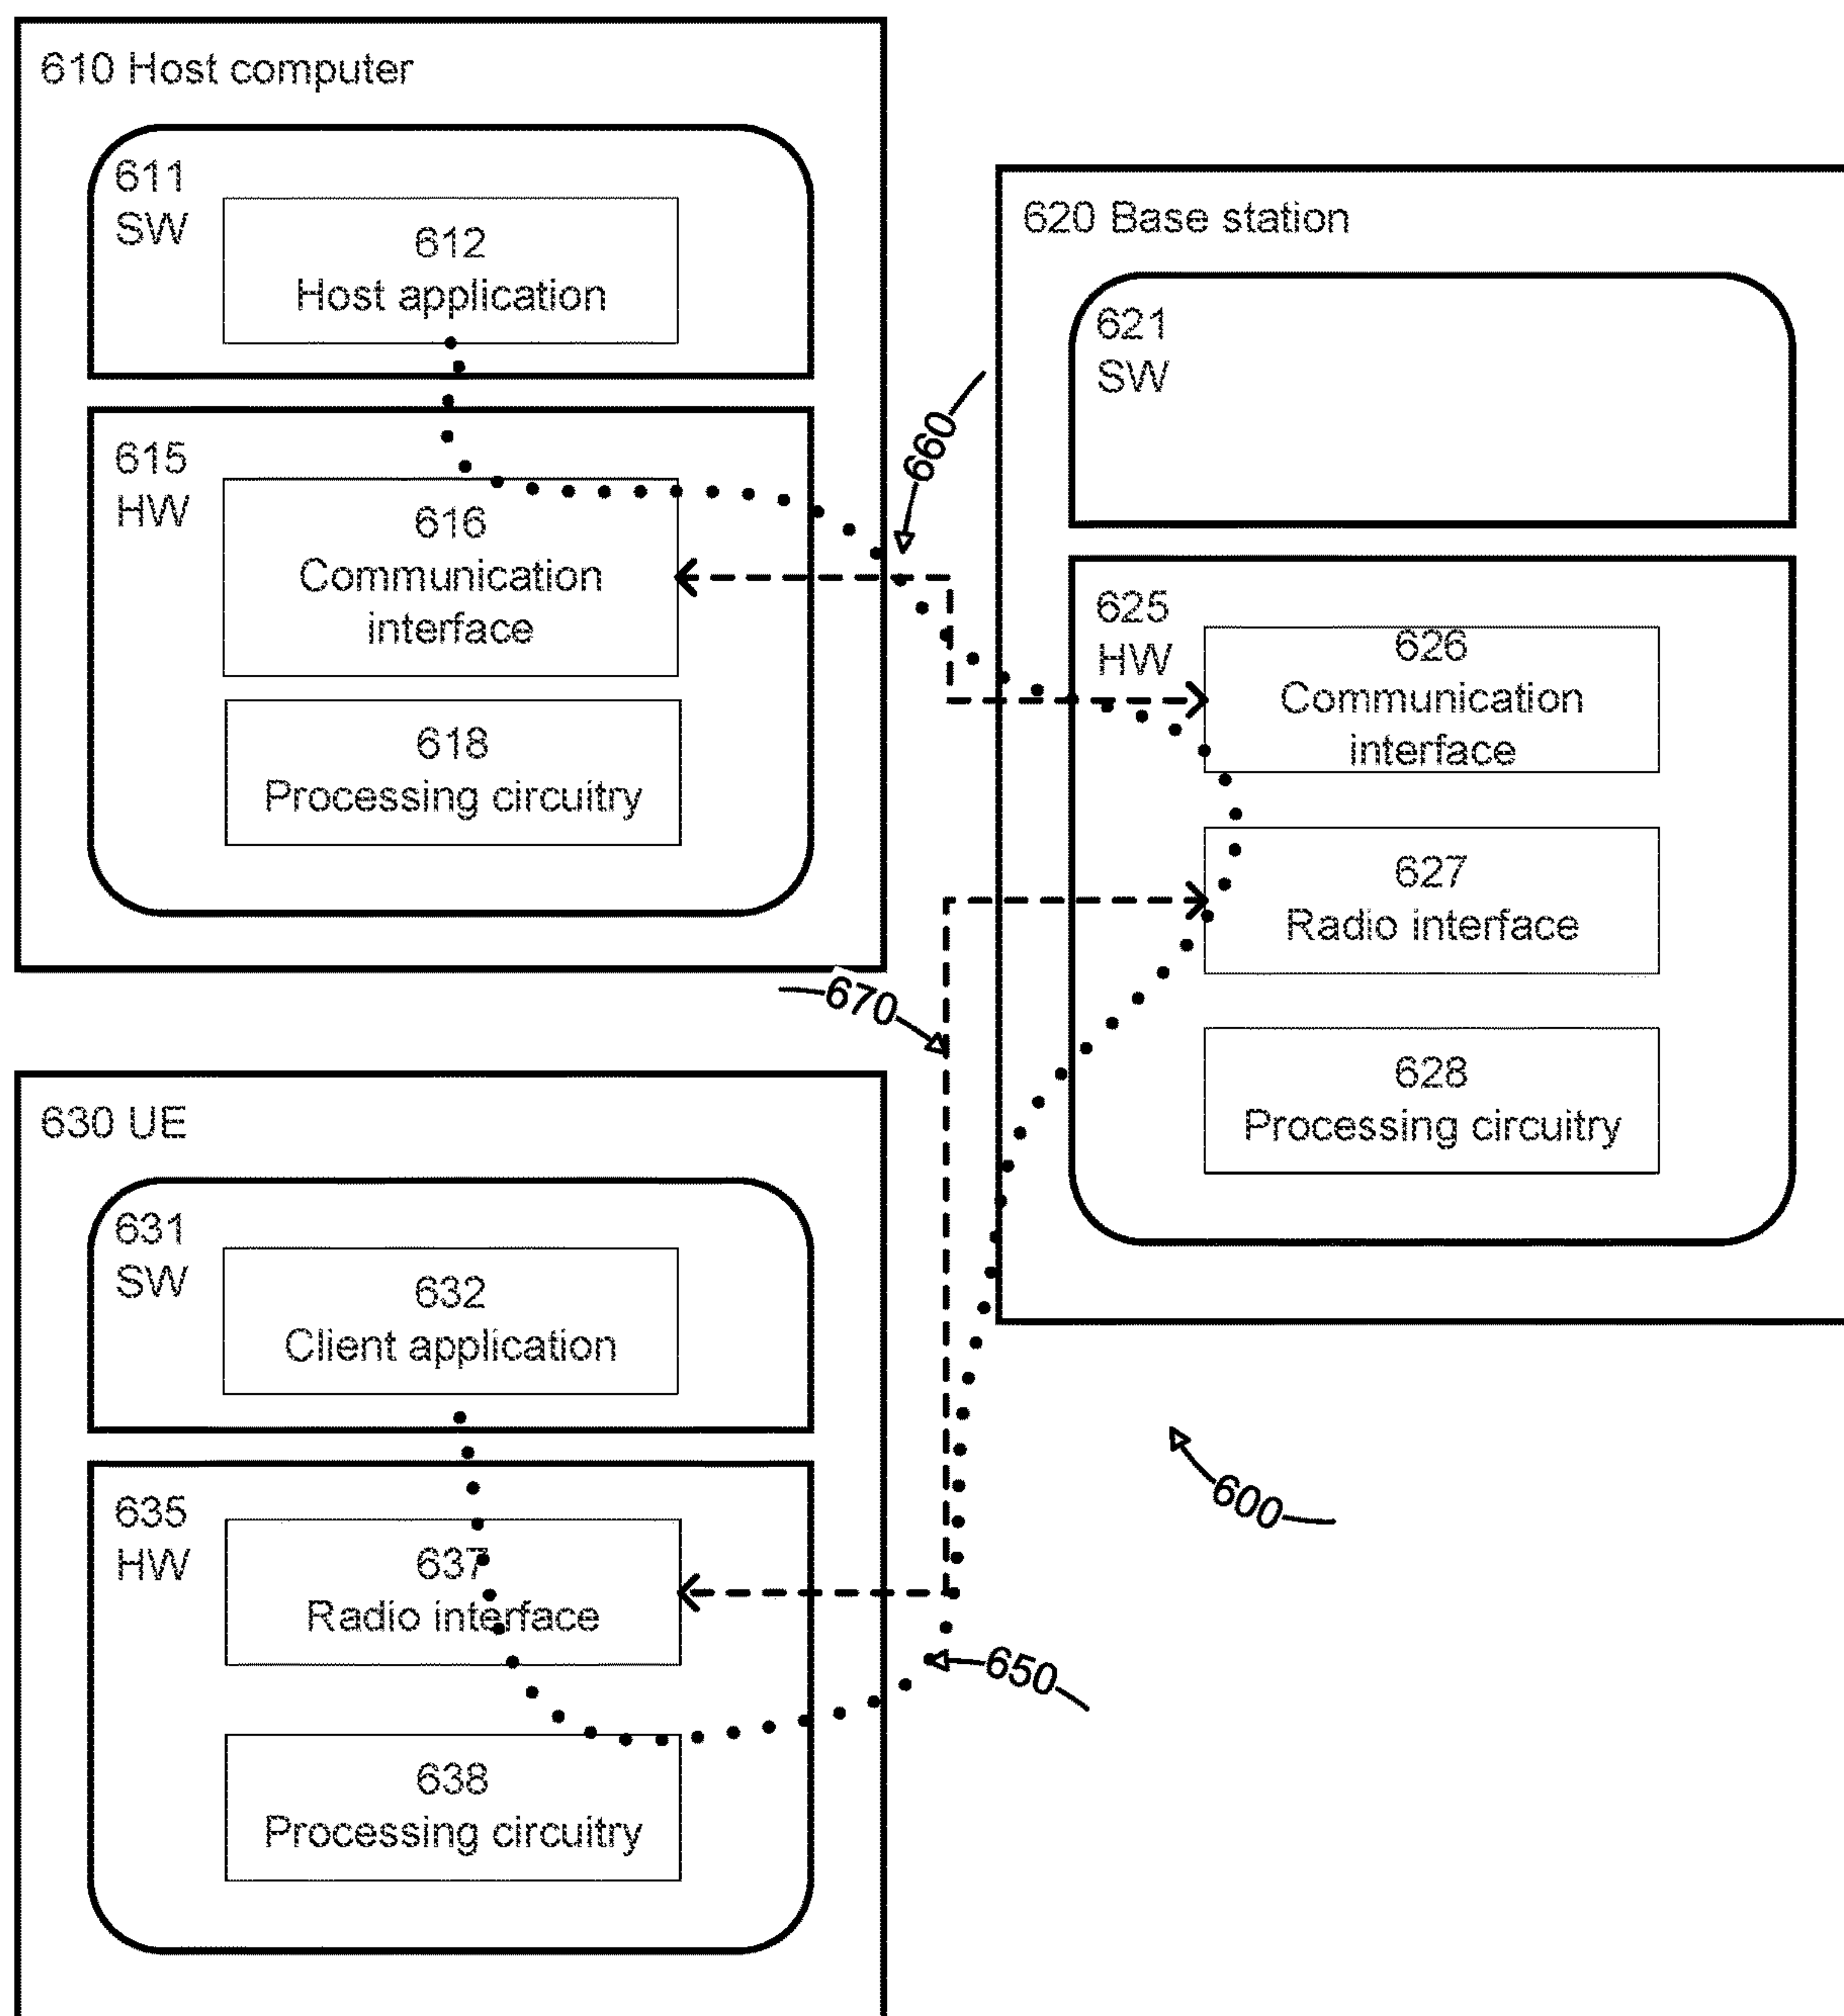 610 Host computer
611
SW
612
Host application
615
HW
616
Communication
interface
618
Processing circuitry
660
620 Base station
621
SW
625
HW
626
Communication
interface
627
Radio interface
628
Processing circuitry
670
630 UE
631
SW
632
Client application
635
HW
637
Radio interface
638
Processing circuitry
600
650